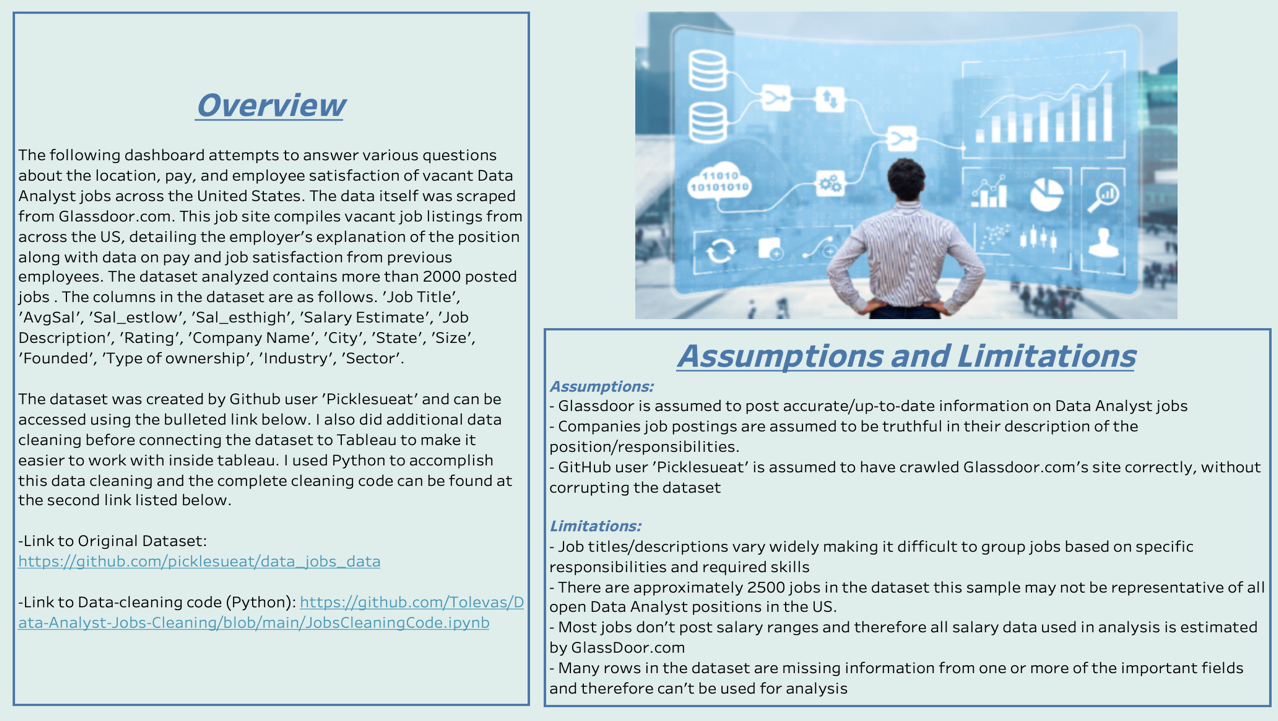 Overview
The following dashboard attempts to answer various questions
about the location, pay, and employee satisfaction of vacant Data
Analyst jobs across the United States. The data itself was scraped
from Glassdoor.com. This job site compiles vacant job listings from
across the US, detailing the employer's explanation of the position
along with data on pay and job satisfaction from previous
employees. The dataset analyzed contains more than 2000 posted
jobs . The columns in the dataset are as follows. 'Job Title',
'AvgSal', 'Sal_estlow', 'Sal_esthigh', 'Salary Estimate', 'Job
Description', 'Rating', 'Company Name', 'City', 'State', 'Size',
'Founded', 'Type of ownership', 'Industry', 'Sector'.
The dataset was created by Github user 'Picklesueat' and can be
accessed using the bulleted link below. I also did additional data
cleaning before connecting the dataset to Tableau to make it
easier to work with inside tableau. I used Python to accomplish
this data cleaning and the complete cleaning code can be found at
the second link listed below.
-Link to Original Dataset:
https://github.com/picklesueat/data_jobs_data
-Link to Data-cleaning code (Python): https://github.com/Tolevas/D
ata-Analyst-Jobs-Cleaning/blob/main/JobsCleaningCode.ipynb
11010
10101010
Assumptions and Limitations
Assumptions:
- Glassdoor is assumed to post accurate/up-to-date information on Data Analyst jobs
- Companies job postings are assumed to be truthful in their description of the
position/responsibilities.
- GitHub user 'Picklesueat' is assumed to have crawled Glassdoor.com's site correctly, without
corrupting the dataset
Limitations:
- Job titles/descriptions vary widely making it difficult to group jobs based on specific
responsibilities and required skills
- There are approximately 2500 jobs in the dataset this sample may not be representative of all
open Data Analyst positions in the US.
- Most jobs don't post salary ranges and therefore all salary data used in analysis is estimated
by GlassDoor.com
- Many rows in the dataset are missing information from one or more of the important fields
and therefore can't be used for analysis